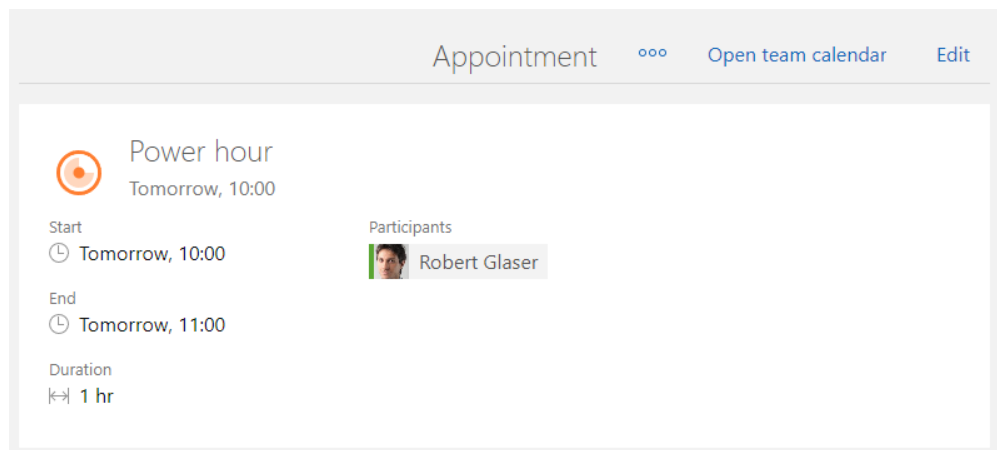 Appointment
Open team calendar
Edit
Power hour
Tomorrow, 10:00
Start
Tomorrow, 10:00
Participants
Robert Glaser
End
Tomorrow, 11:00
Duration
1 hr